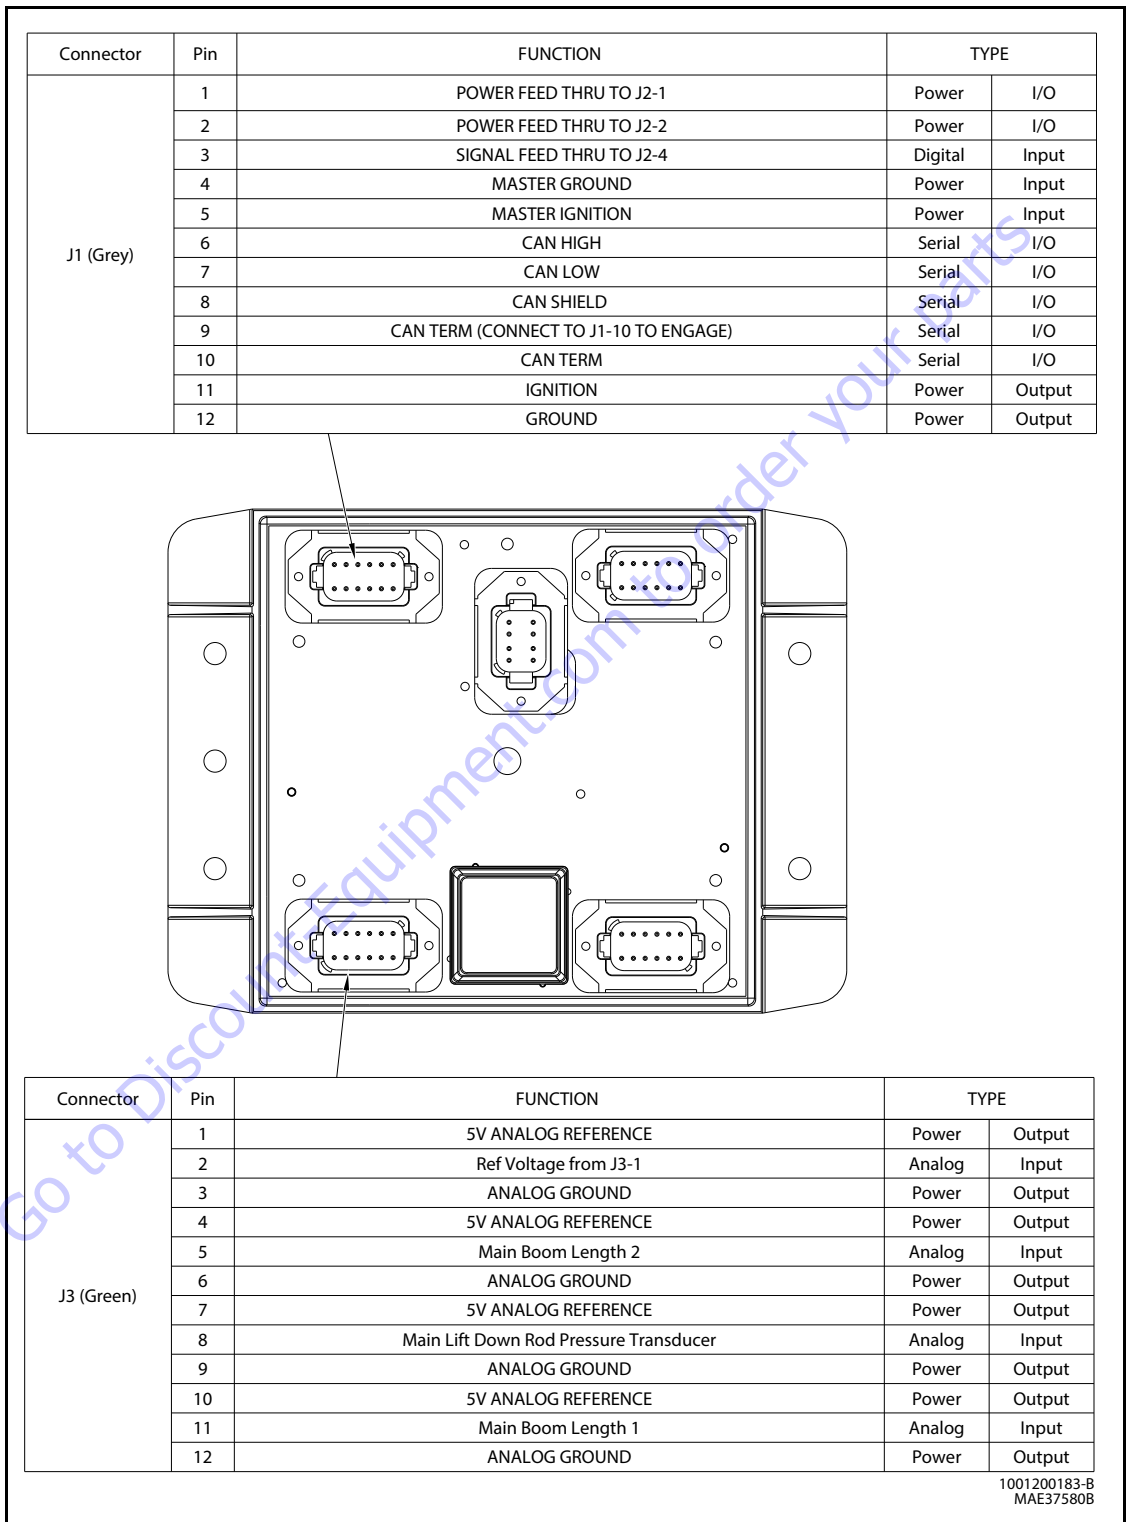 Connector Pin FUNCTION TYPE
J1 (Grey)
1 POWER FEED THRU TO J2-1 Power I/O
2 POWER FEED THRU TO J2-2 Power I/O
3 SIGNAL FEED THRU TO J2-4 Digital Input
4 MASTER GROUND Power Input
5 MASTER IGNITION Power Input
6 CAN HIGH Serial I/O
7 CAN LOW Serial I/O
8 CAN SHIELD Serial I/O
9 CAN TERM (CONNECT TO J1-10 TO ENGAGE) Serial I/O
10 CAN TERM Serial I/O
11 IGNITION Power Output
12 GROUND Power Output
Go to Discount-Equipment.com to order your parts
Connector Pin FUNCTION TYPE
J3 (Green)
1 5V ANALOG REFERENCE Power Output
2 Ref Voltage from J3-1 Analog Input
3 ANALOG GROUND Power Output
4 5V ANALOG REFERENCE Power Output
5 Main Boom Length 2 Analog Input
6 ANALOG GROUND Power Output
7 5V ANALOG REFERENCE Power Output
8 Main Lift Down Rod Pressure Transducer Analog Input
9 ANALOG GROUND Power Output
10 5V ANALOG REFERENCE Power Output
11 Main Boom Length 1 Analog Input
12 ANALOG GROUND Power Output
1001200183-B
MAE37580B